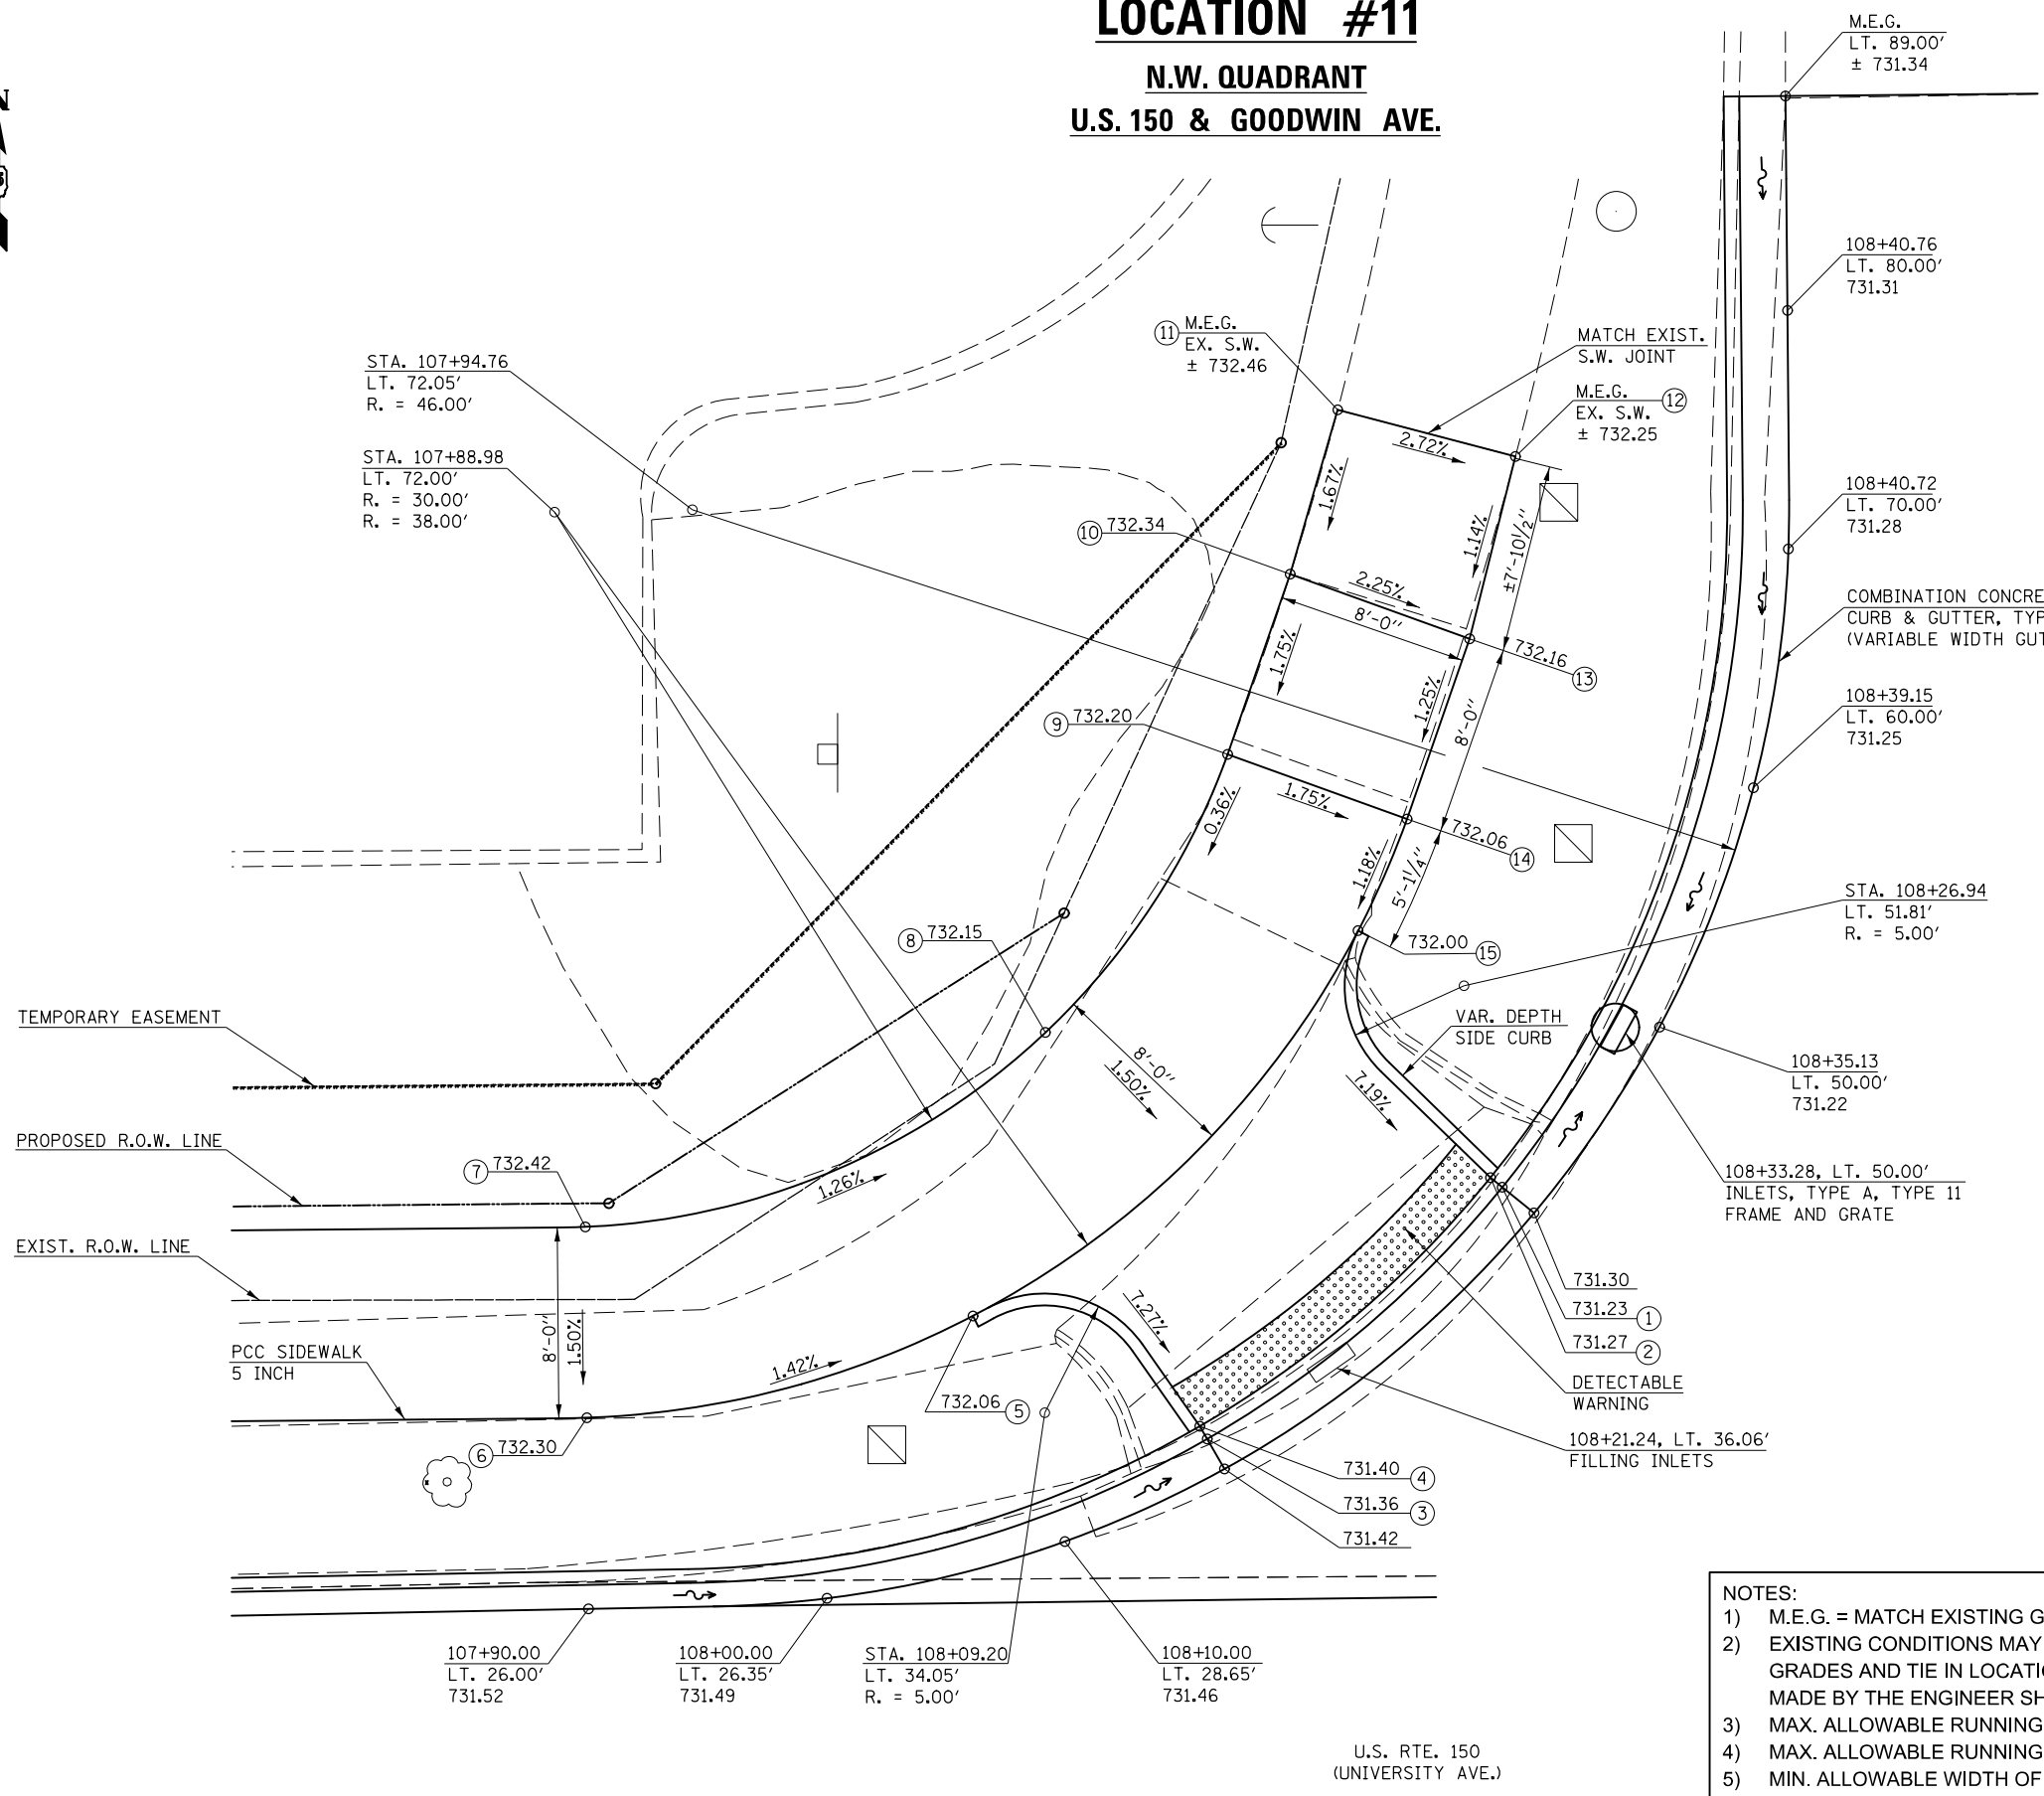 LOCATION #11
N.W. QUADRANT
U.S. 150 & GOODWIN AVE.
N
M.E.G.
LT. 89.00'
± 731.34
108+40.76
LT. 80.00'
731.31
11
M.E.G.
EX. S.W.
± 732.46
MATCH EXIST.
S.W. JOINT
M.E.G.
EX. S.W.
± 732.25
12
STA. 107+94.76
LT. 72.05'
R. = 46.00'
STA. 107+88.98
LT. 72.00'
R. = 30.00'
R. = 38.00'
2.72%
1.67%
1.14%
±7'-10½"
108+40.72
LT. 70.00'
731.28
10
732.34
2.25%
8'-0"
COMBINATION CONCRE
CURB & GUTTER, TYP
(VARIABLE WIDTH GUT
1.75%
732.16
13
1.25%
8'-0"
9
732.20
108+39.15
LT. 60.00'
731.25
0.36%
1.75%
732.06
14
1.18%
5'-1¼"
8
732.15
732.00
15
STA. 108+26.94
LT. 51.81'
R. = 5.00'
TEMPORARY EASEMENT
VAR. DEPTH
SIDE CURB
8'-0"
1.50%
7.19%
108+35.13
LT. 50.00'
731.22
PROPOSED R.O.W. LINE
7
732.42
1.26%
108+33.28, LT. 50.00'
INLETS, TYPE A, TYPE 11
FRAME AND GRATE
EXIST. R.O.W. LINE
731.30
731.23
1
731.27
2
7.27%
8'-0"
1.50%
PCC SIDEWALK
5 INCH
1.42%
DETECTABLE
WARNING
732.06
5
6
732.30
108+21.24, LT. 36.06'
FILLING INLETS
731.40
4
731.36
3
731.42
107+90.00
LT. 26.00'
731.52
108+00.00
LT. 26.35'
731.49
STA. 108+09.20
LT. 34.05'
R. = 5.00'
108+10.00
LT. 28.65'
731.46
NOTES:
1) M.E.G. = MATCH EXISTING G
2) EXISTING CONDITIONS MAY
GRADES AND TIE IN LOCATI
MADE BY THE ENGINEER SH
3) MAX. ALLOWABLE RUNNING
4) MAX. ALLOWABLE RUNNING
5) MIN. ALLOWABLE WIDTH OF
U.S. RTE. 150
(UNIVERSITY AVE.)